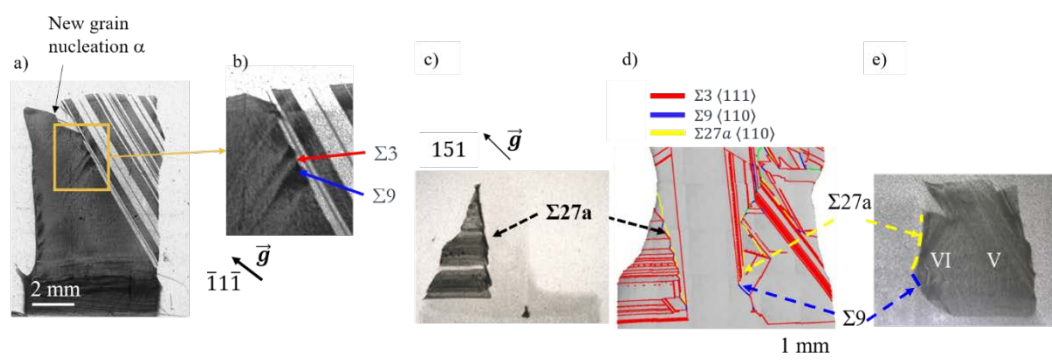 New grain
nucleation α
a)
b)
c)
d)
e)
Σ3 ⟨111⟩
Σ9 ⟨110⟩
Σ27a ⟨110⟩
Σ3
Σ9
g⃗
1̄11̄
2 mm
g⃗
151
Σ27a
Σ27a
Σ9
VI
V
1 mm